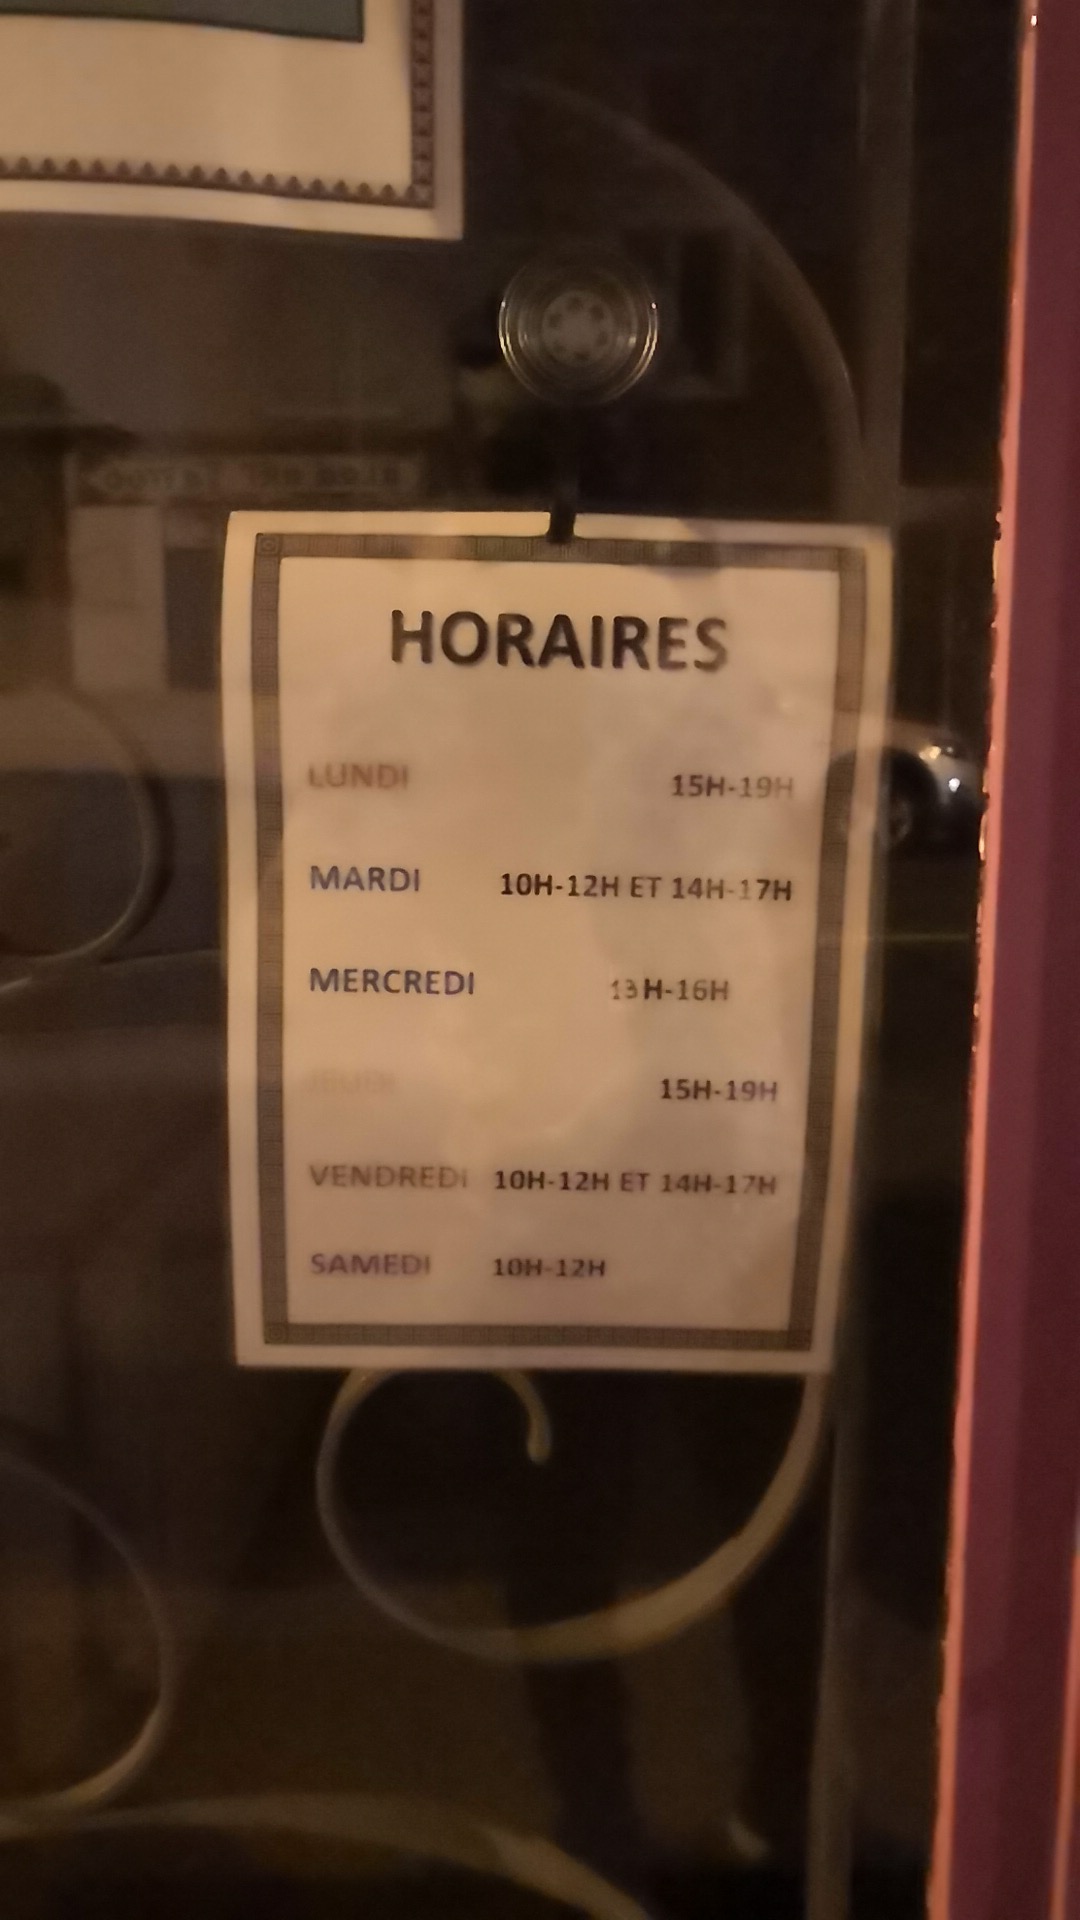 HORAIRES
LUNDI 15H-19H
MARDI 10H-12H ET 14H-17H
MERCREDI 13H-16H
JEUDI 15H-19H
VENDREDI 10H-12H ET 14H-17H
SAMEDI 10H-12H